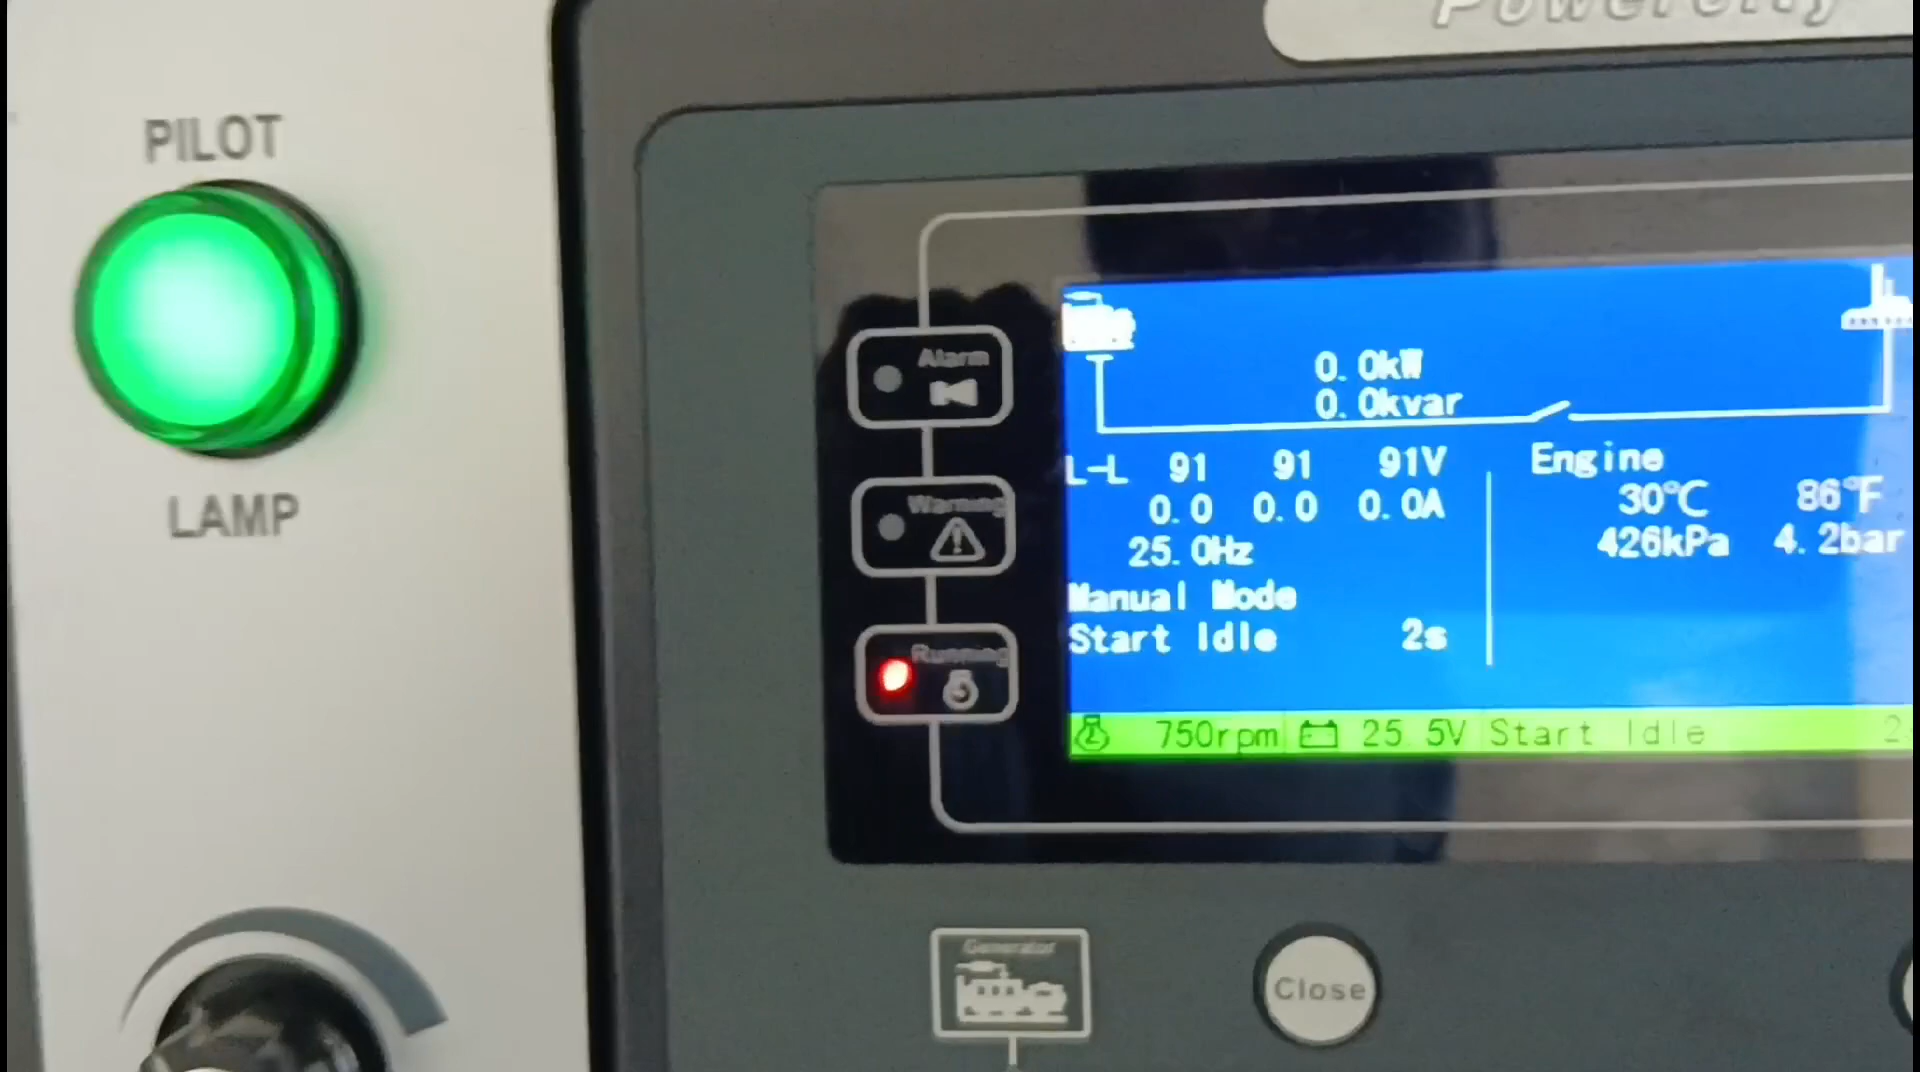 PILOT
LAMP
Alarm
Warning
Running
0.0kW
0.0kvar
L-L 91 91 91V
0.0 0.0 0.0A
25.0Hz
Manual Mode
Start Idle 2s
Engine
30℃ 86℉
426kPa 4.2bar
750rpm 25.5V Start Idle 2
Generator
Close